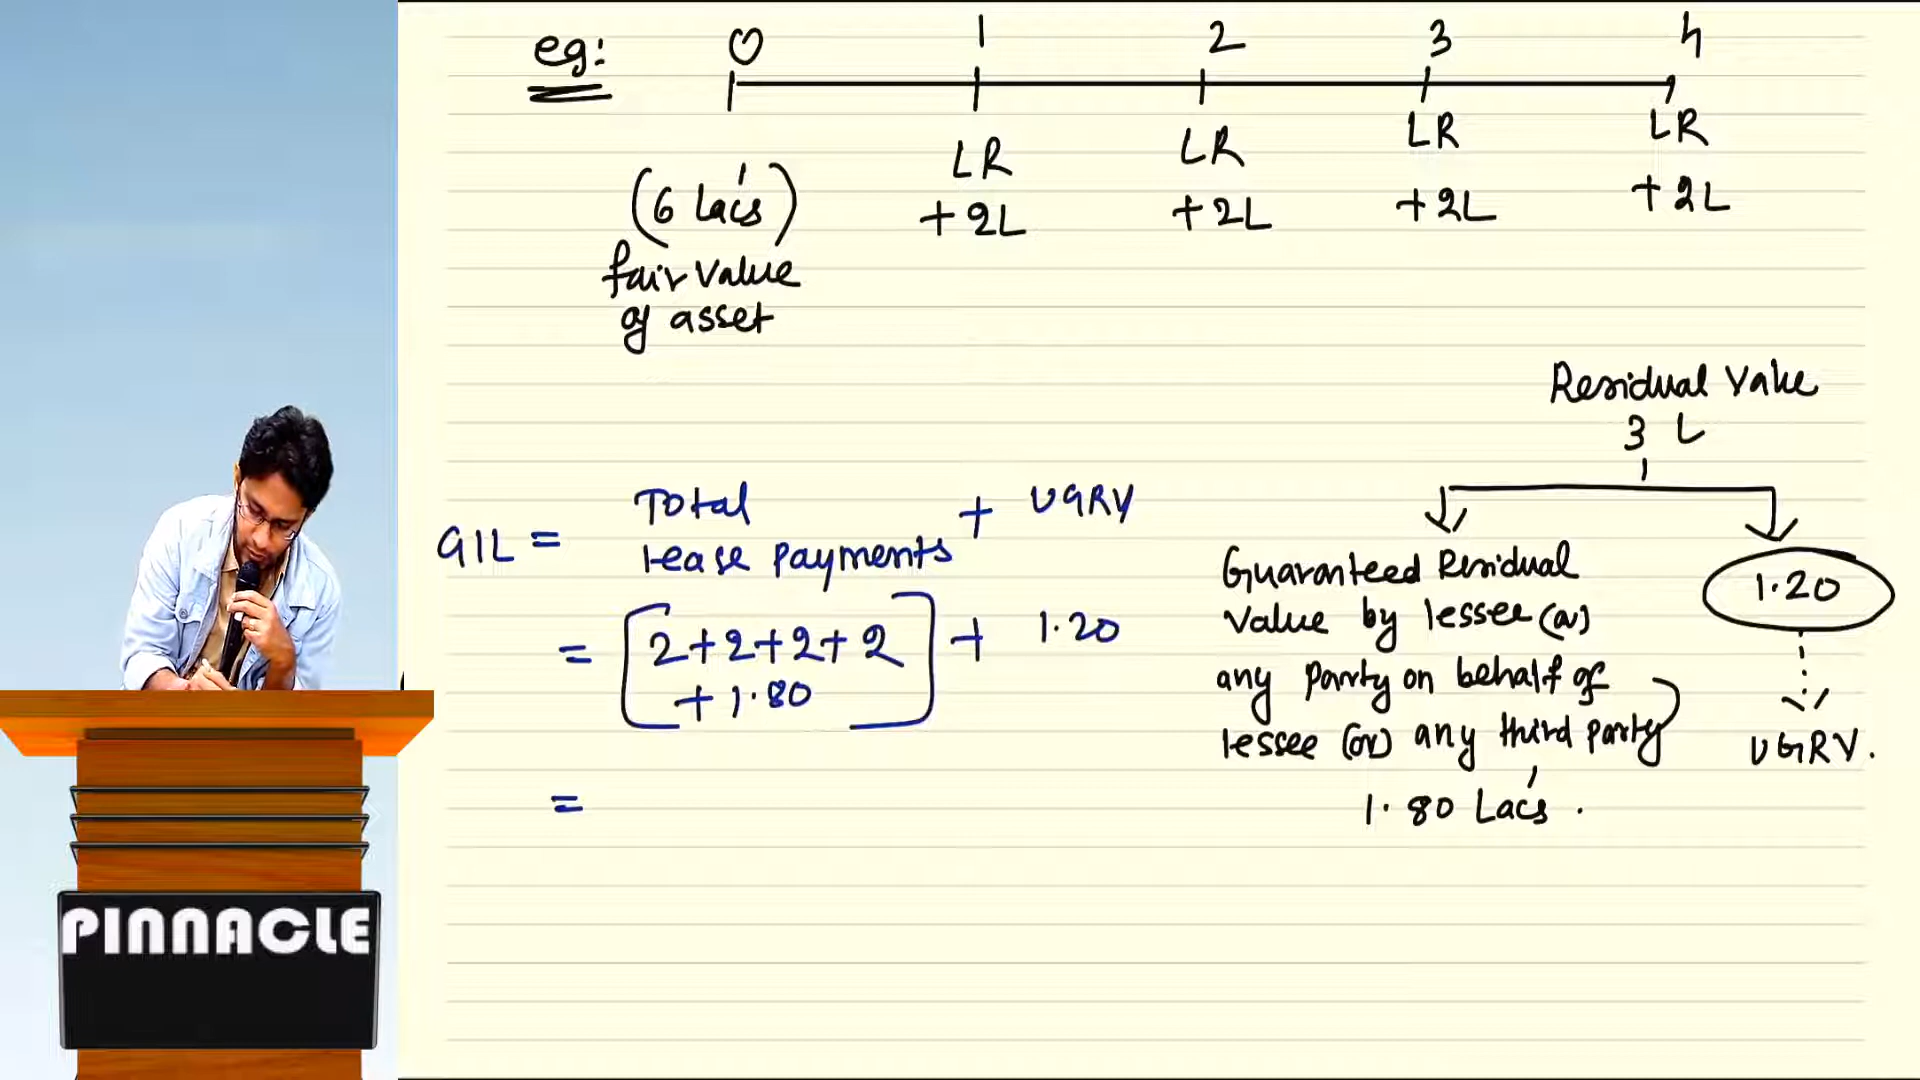 eg: 0 1 2 3 4
LR LR LR LR
(6 Lacs) +2L +2L +2L +2L
fair value
of asset
Residual Value
3 L
GIL = Total lease payments + UGRV
= [2+2+2+2 + 1.80] + 1.20
=
Guaranteed Residual
Value by lessee (or)
any party on behalf of
lessee (or) any third party
1.80 Lacs.
1.20
UGRV.
PINNACLE